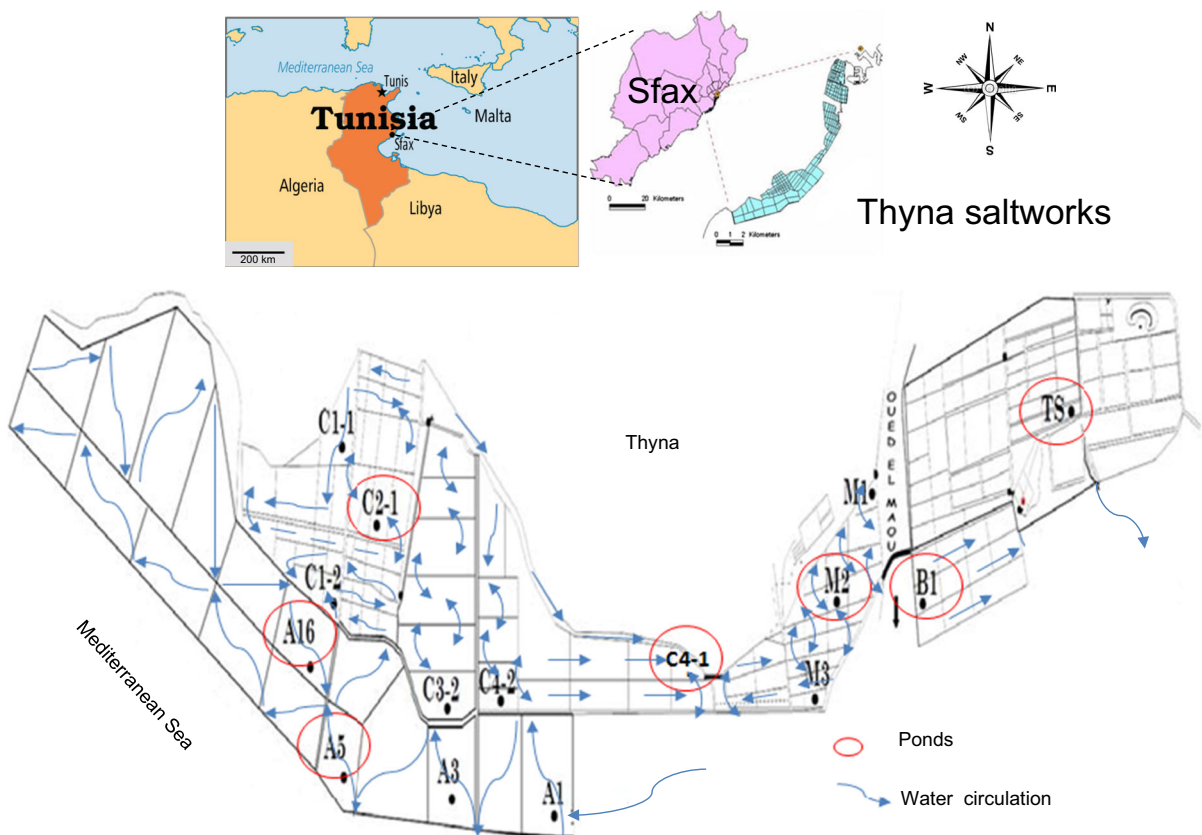 Mediterranean Sea
Tunis
Italy
Tunisia
Malta
Sfax
Algeria
Libya
200 km
Sfax
0 20
Kilometers
0 1 2 Kilometers
N
NW
NE
W
E
SW
SE
S
Thyna saltworks
C1-1
C2-1
Thyna
TS
OUED EL MAOU
M1
C1-2
M2
B1
A16
C4-1
C3-2
C4-2
M3
Mediterranean Sea
A5
A3
A1
Ponds
Water circulation